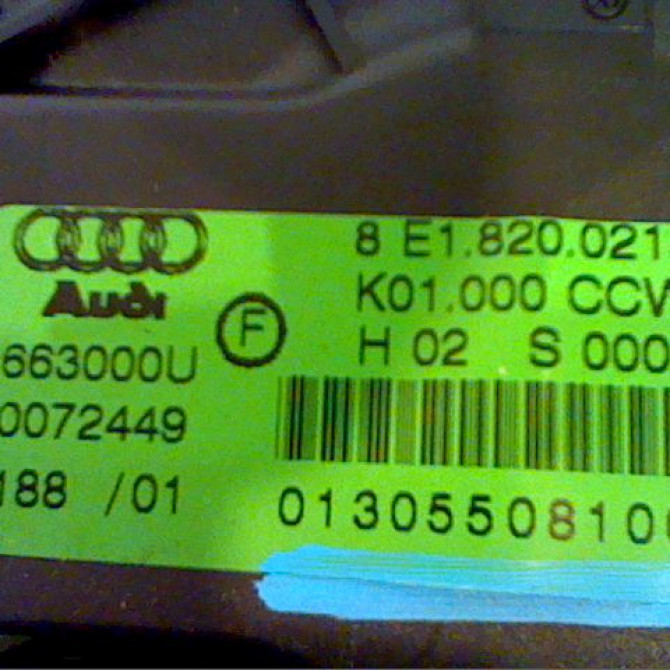 8 E1.820.021
K01.000 CCV
Audi
F
663000U
H 02 S 000
0072449
188 /01
01305508100